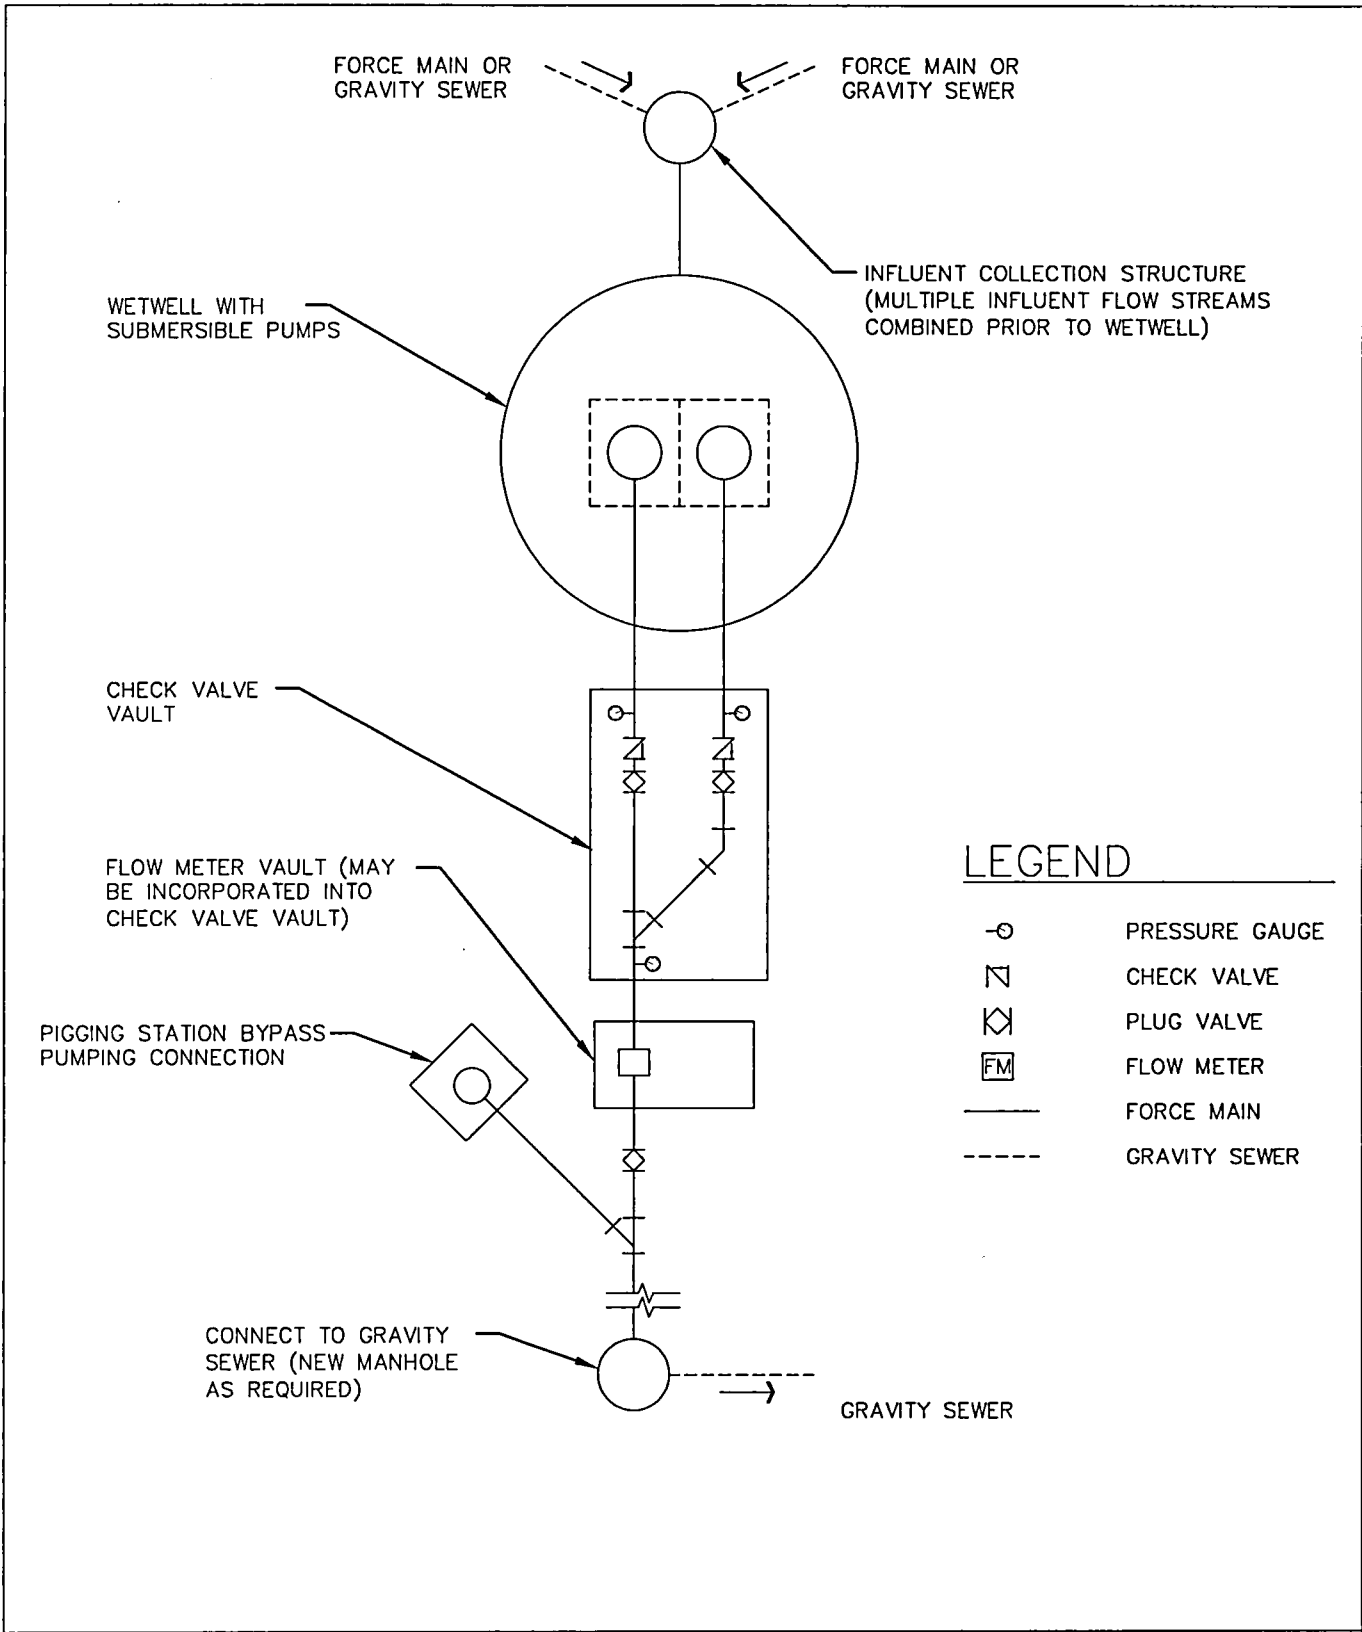 FORCE MAIN OR
GRAVITY SEWER
FORCE MAIN OR
GRAVITY SEWER
INFLUENT COLLECTION STRUCTURE
(MULTIPLE INFLUENT FLOW STREAMS
COMBINED PRIOR TO WETWELL)
WETWELL WITH
SUBMERSIBLE PUMPS
CHECK VALVE
VAULT
FLOW METER VAULT (MAY
BE INCORPORATED INTO
CHECK VALVE VAULT)
PIGGING STATION BYPASS
PUMPING CONNECTION
CONNECT TO GRAVITY
SEWER (NEW MANHOLE
AS REQUIRED)
GRAVITY SEWER
LEGEND
PRESSURE GAUGE
CHECK VALVE
PLUG VALVE
FM FLOW METER
FORCE MAIN
GRAVITY SEWER